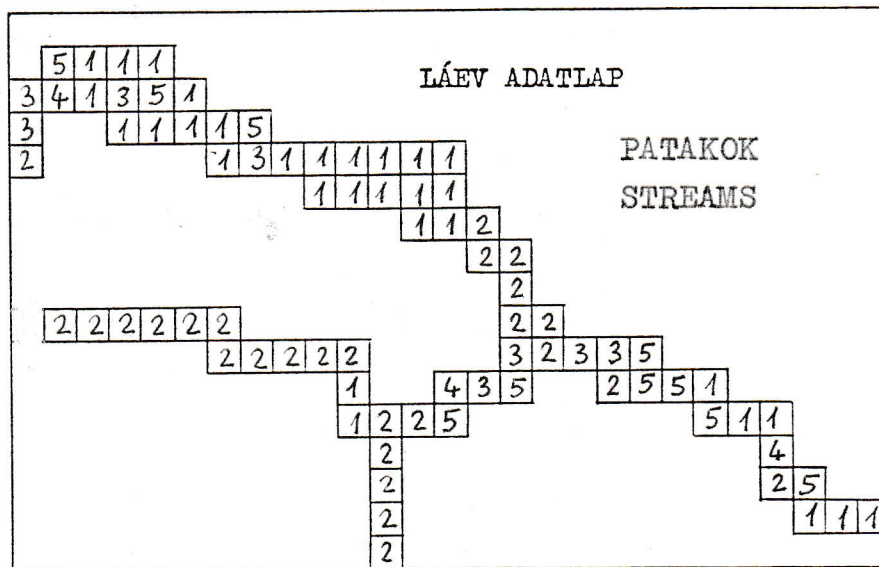 5 1 1 1
LÁEV ADATLAP
3 4 1 3 5 1
3 1 1 1 1 5
PATAKOK
2 1 3 1 1 1 1 1 1
STREAMS
1 1 1 1 1
1 1 2
2 2
2
2 2 2 2 2 2 2 2
2 2 2 2 2 3 2 3 3 5
1 4 3 5 2 5 5 1
1 2 2 5 5 1 1
2 4
2 2 5
2 1 1 1
2